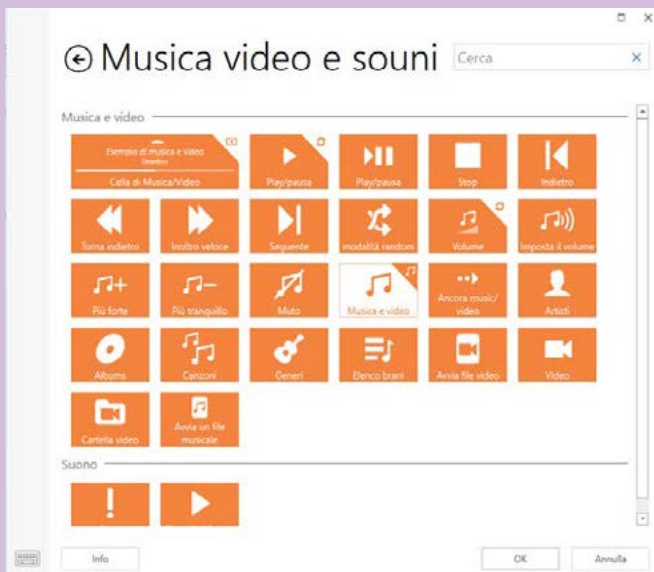 Musica video e souni
Cerca
Musica e video
Esempio di musica e video
Smartbox
Cella di Musica/Video
Play/pausa
Play/pausa
Stop
Indietro
Torna indietro
Inoltro veloce
Seguente
modalità random
Volume
Imposta il volume
Più forte
Più tranquillo
Muto
Musica e video
Ancora music/
video
Artisti
Albums
Canzoni
Generi
Elenco brani
Avvia file video
Video
Cartella video
Avvia un file
musicale
Suono
Info
OK
Annulla